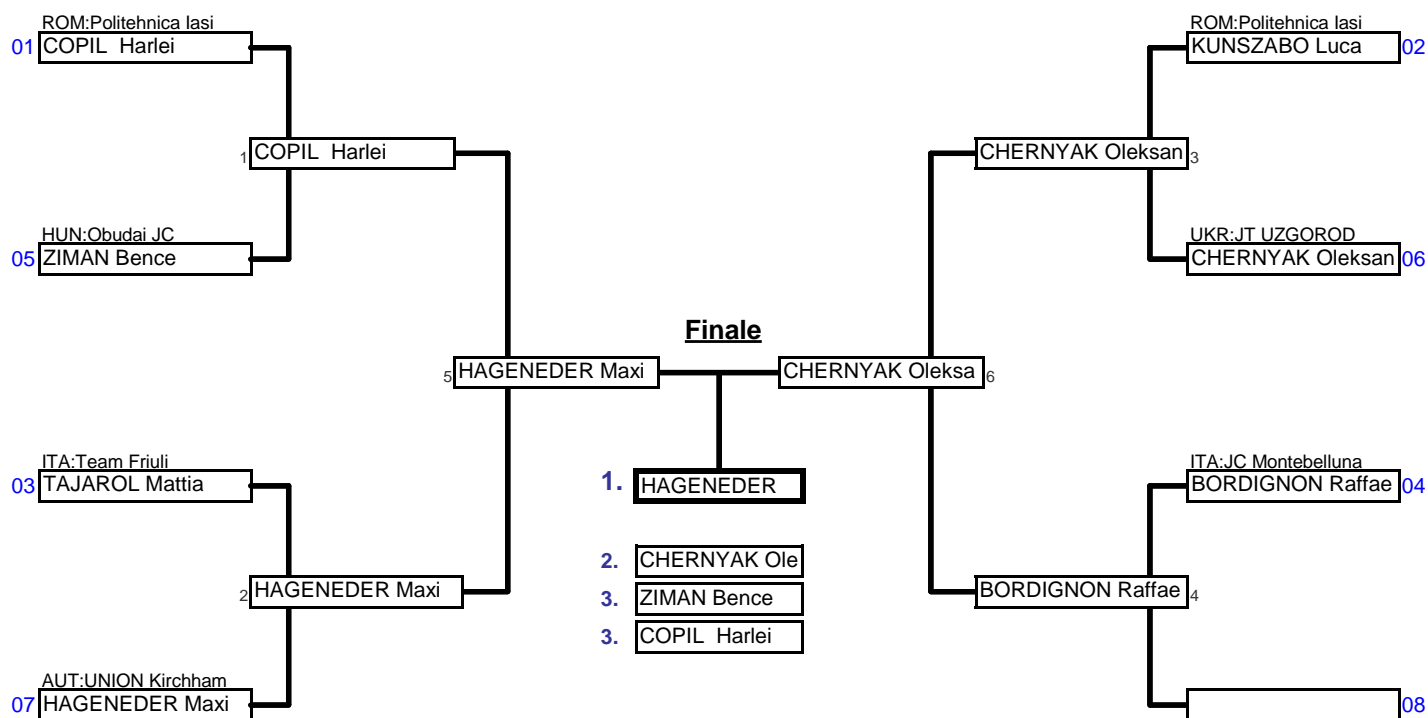 ROM:Politehnica Iasi
01 COPIL  Harlei
ROM:Politehnica Iasi
KUNSZABO Luca 02
1 COPIL  Harlei
CHERNYAK Oleksan 3
HUN:Obudai JC
05 ZIMAN Bence
UKR:JT UZGOROD
CHERNYAK Oleksan 06
Finale
5 HAGENEDER Maxi
CHERNYAK Oleksa 6
ITA:Team Friuli
03 TAJAROL Mattia
ITA:JC Montebelluna
BORDIGNON Raffae 04
1. HAGENEDER
2. CHERNYAK Ole
3. ZIMAN Bence
3. COPIL  Harlei
2 HAGENEDER Maxi
BORDIGNON Raffae 4
AUT:UNION Kirchham
07 HAGENEDER Maxi
08